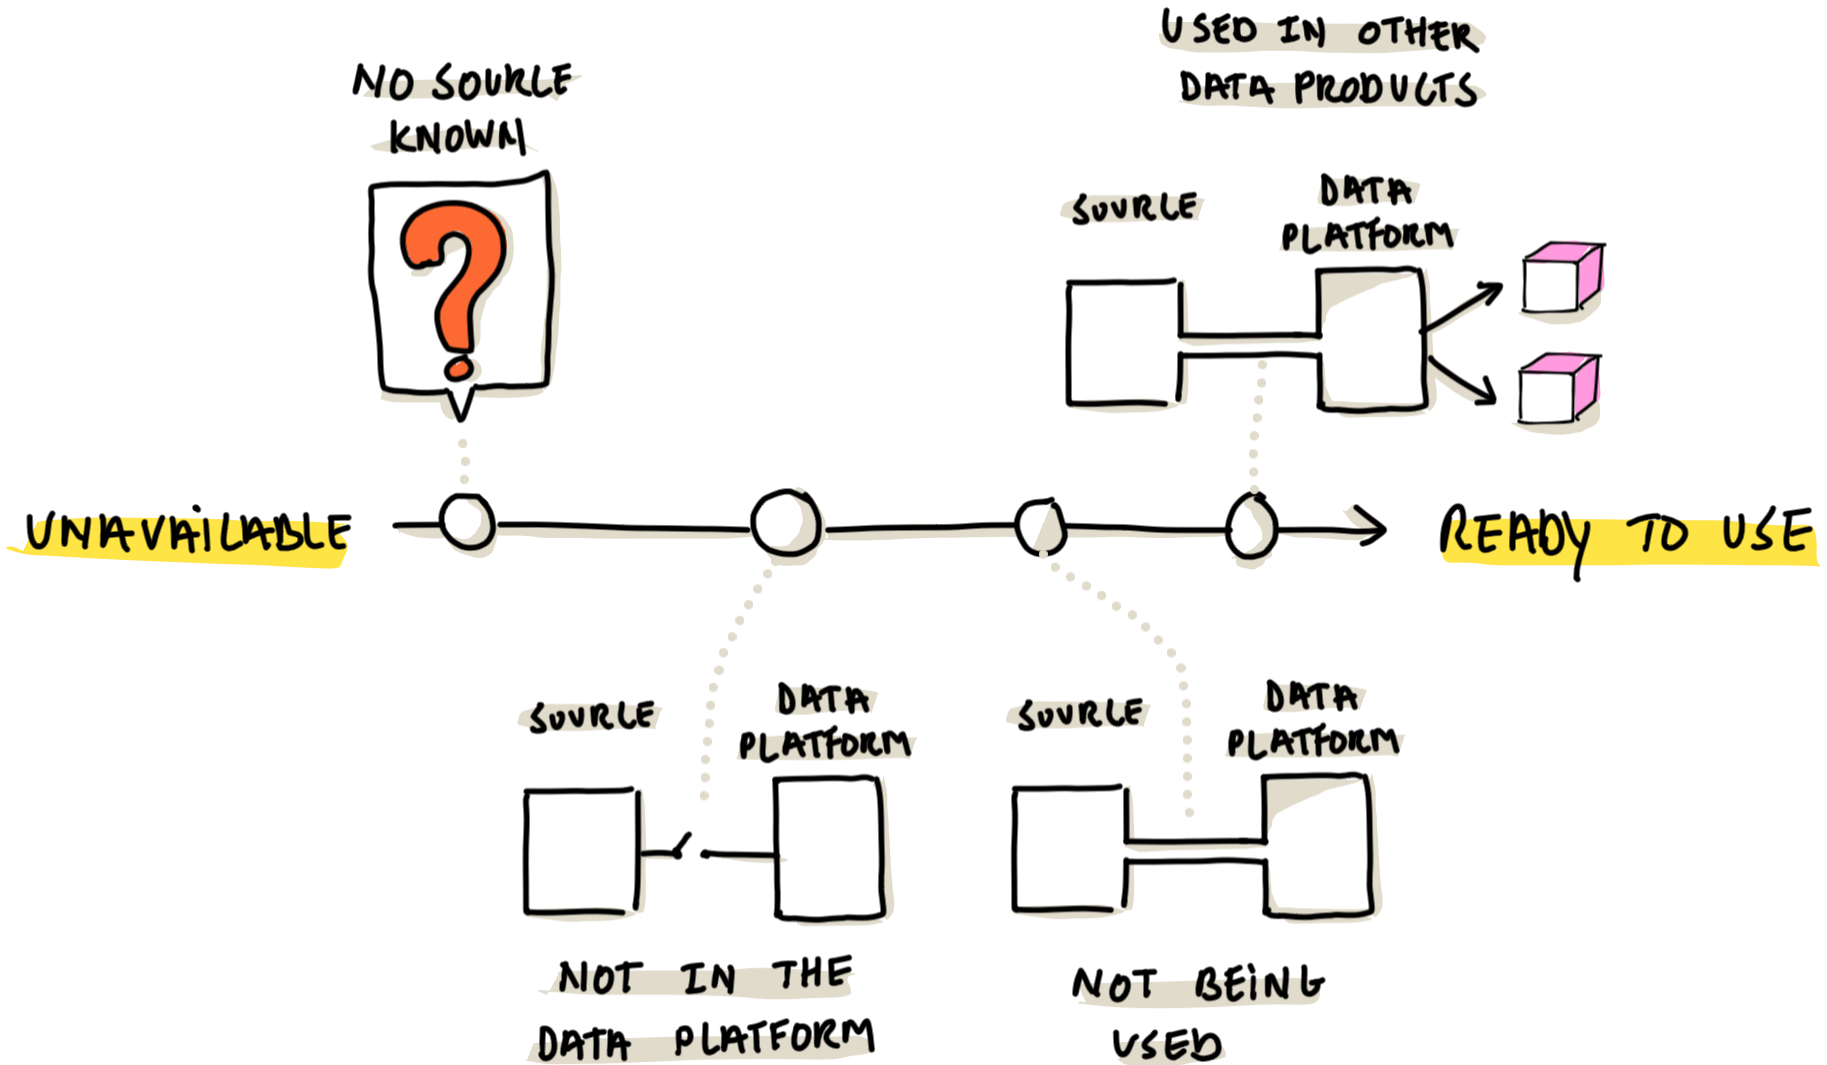 USED IN OTHER
DATA PRODUCTS
NO SOURCE
KNOWN
?
SOURCE
DATA
PLATFORM
UNAVAILABLE
READY TO USE
SOURCE
DATA
PLATFORM
SOURCE
DATA
PLATFORM
NOT IN THE
DATA PLATFORM
NOT BEING
USED